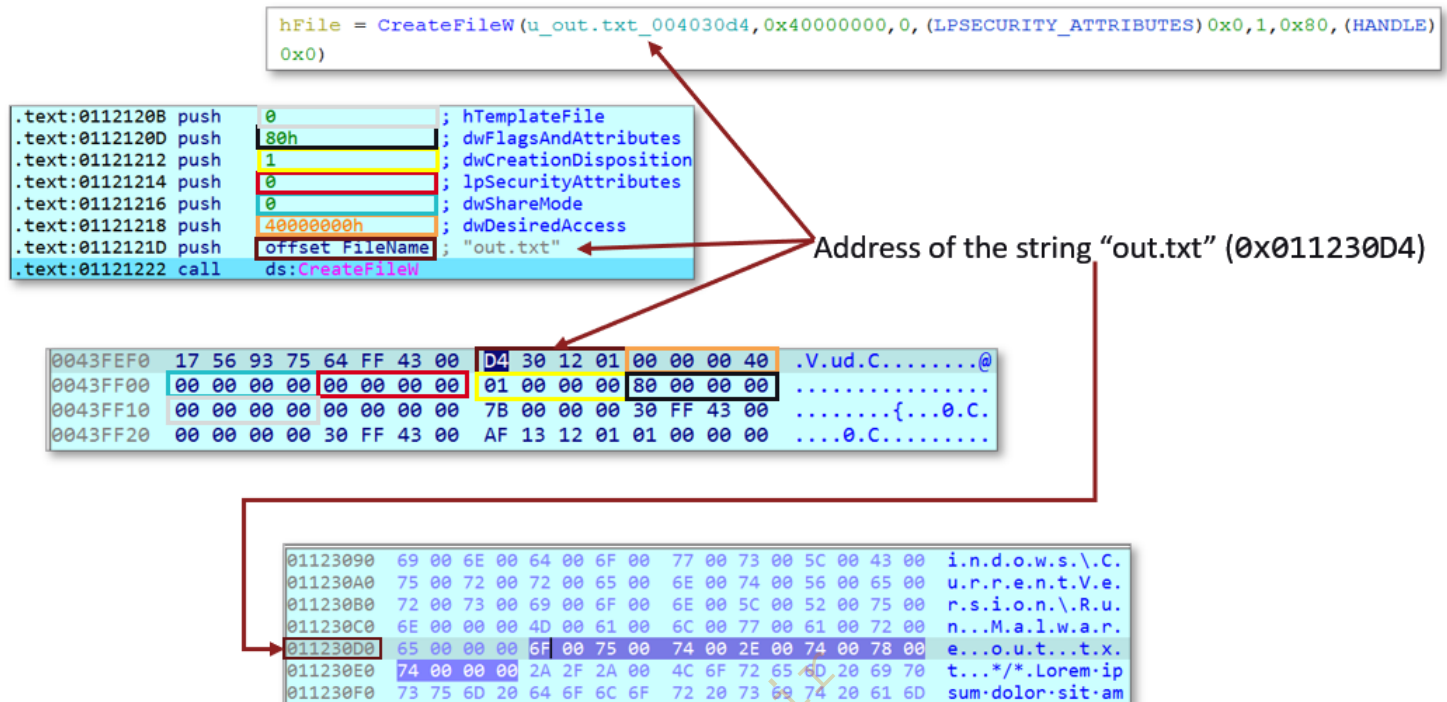 hFile = CreateFileW(u_out.txt_004030d4,0x40000000,0,(LPSECURITY_ATTRIBUTES)0x0,1,0x80,(HANDLE)
0x0)
.text:0112120B push 0 ; hTemplateFile
.text:0112120D push 80h ; dwFlagsAndAttributes
.text:01121212 push 1 ; dwCreationDisposition
.text:01121214 push 0 ; lpSecurityAttributes
.text:01121216 push 0 ; dwShareMode
.text:01121218 push 40000000h ; dwDesiredAccess
.text:0112121D push offset FileName ; "out.txt"
.text:01121222 call ds:CreateFileW
Address of the string “out.txt” (0x011230D4)
0043FEF0 17 56 93 75 64 FF 43 00 D4 30 12 01 00 00 00 40 .V.ud.C........@
0043FF00 00 00 00 00 00 00 00 00 01 00 00 00 80 00 00 00 ................
0043FF10 00 00 00 00 00 00 00 00 7B 00 00 00 30 FF 43 00 ........{...0.C.
0043FF20 00 00 00 00 30 FF 43 00 AF 13 12 01 01 00 00 00 ....0.C.........
01123090 69 00 6E 00 64 00 6F 00 77 00 73 00 5C 00 43 00 i.n.d.o.w.s.\.C.
011230A0 75 00 72 00 72 00 65 00 6E 00 74 00 56 00 65 00 u.r.r.e.n.t.V.e.
011230B0 72 00 73 00 69 00 6F 00 6E 00 5C 00 52 00 75 00 r.s.i.o.n.\.R.u.
011230C0 6E 00 00 00 4D 00 61 00 6C 00 77 00 61 00 72 00 n...M.a.l.w.a.r.
011230D0 65 00 00 00 6F 00 75 00 74 00 2E 00 74 00 78 00 e...o.u.t...t.x.
011230E0 74 00 00 00 2A 2F 2A 00 4C 6F 72 65 6D 20 69 70 t...*/*.Lorem·ip
011230F0 73 75 6D 20 64 6F 6C 6F 72 20 73 69 74 20 61 6D sum·dolor·sit·am